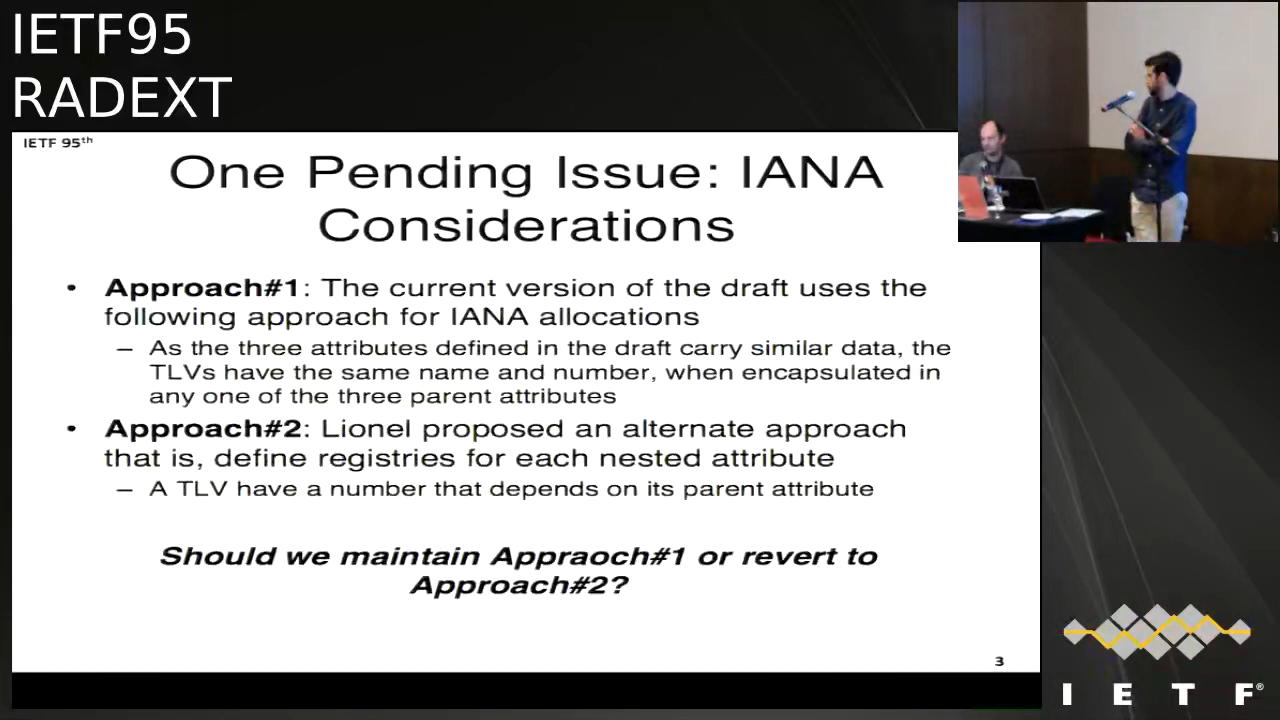 IETF95
RADEXT
IETF 95th
One Pending Issue: IANA
Considerations
• Approach#1: The current version of the draft uses the
following approach for IANA allocations
– As the three attributes defined in the draft carry similar data, the
TLVs have the same name and number, when encapsulated in
any one of the three parent attributes
• Approach#2: Lionel proposed an alternate approach
that is, define registries for each nested attribute
– A TLV have a number that depends on its parent attribute
Should we maintain Appraoch#1 or revert to
Approach#2?
3
I E T F®